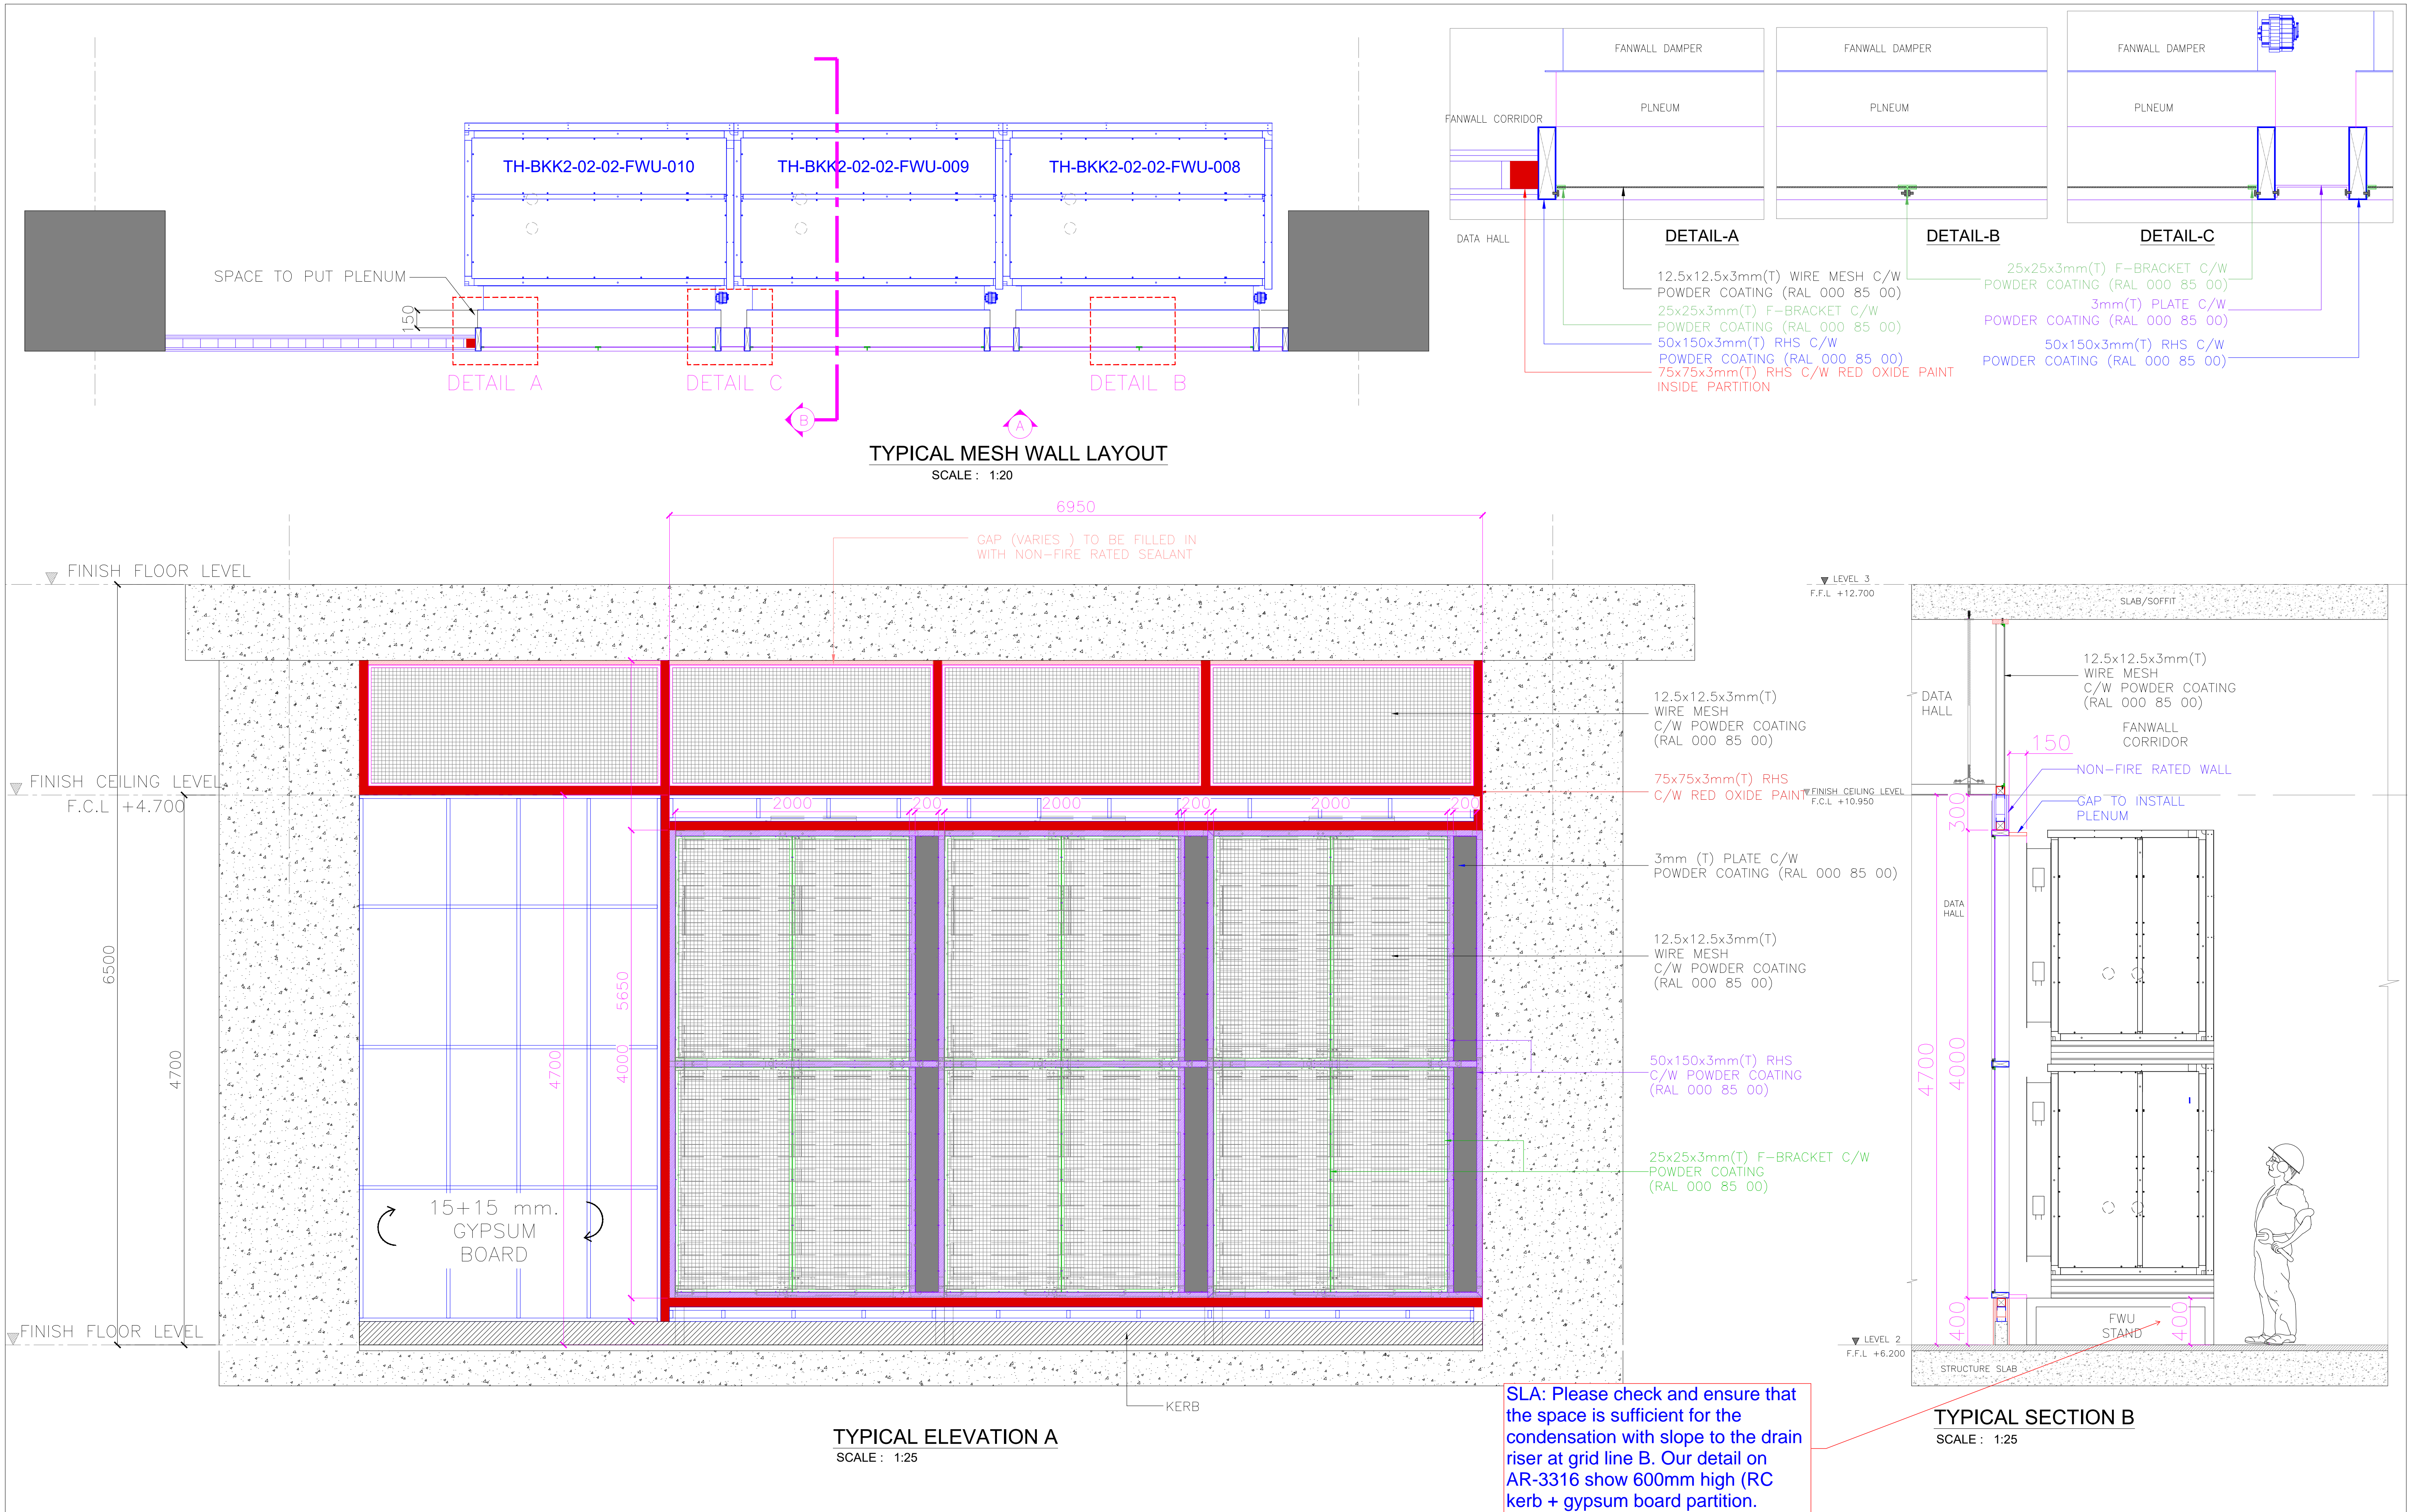 TH-BKK2-02-02-FWU-010
TH-BKK2-02-02-FWU-009
TH-BKK2-02-02-FWU-008
SPACE TO PUT PLENUM
150
DETAIL A
DETAIL C
DETAIL B
B
A
TYPICAL MESH WALL LAYOUT
SCALE : 1:20
FANWALL DAMPER
PLNEUM
FANWALL CORRIDOR
DATA HALL
DETAIL-A
FANWALL DAMPER
PLNEUM
DETAIL-B
FANWALL DAMPER
PLNEUM
DETAIL-C
12.5x12.5x3mm(T) WIRE MESH C/W
POWDER COATING (RAL 000 85 00)
25x25x3mm(T) F-BRACKET C/W
POWDER COATING (RAL 000 85 00)
50x150x3mm(T) RHS C/W
POWDER COATING (RAL 000 85 00)
75x75x3mm(T) RHS C/W RED OXIDE PAINT
INSIDE PARTITION
25x25x3mm(T) F-BRACKET C/W
POWDER COATING (RAL 000 85 00)
3mm(T) PLATE C/W
POWDER COATING (RAL 000 85 00)
50x150x3mm(T) RHS C/W
POWDER COATING (RAL 000 85 00)
6950
GAP (VARIES ) TO BE FILLED IN
WITH NON-FIRE RATED SEALANT
FINISH FLOOR LEVEL
FINISH CEILING LEVEL
F.C.L +4.700
FINISH FLOOR LEVEL
6500
4700
4700
5650
4000
2000
200
2000
200
2000
200
15+15 mm.
GYPSUM
BOARD
12.5x12.5x3mm(T)
WIRE MESH
C/W POWDER COATING
(RAL 000 85 00)
75x75x3mm(T) RHS
C/W RED OXIDE PAINT
3mm (T) PLATE C/W
POWDER COATING (RAL 000 85 00)
12.5x12.5x3mm(T)
WIRE MESH
C/W POWDER COATING
(RAL 000 85 00)
50x150x3mm(T) RHS
C/W POWDER COATING
(RAL 000 85 00)
25x25x3mm(T) F-BRACKET C/W
POWDER COATING
(RAL 000 85 00)
KERB
TYPICAL ELEVATION A
SCALE : 1:25
LEVEL 3
F.F.L +12.700
SLAB/SOFFIT
DATA
HALL
12.5x12.5x3mm(T)
WIRE MESH
C/W POWDER COATING
(RAL 000 85 00)
FANWALL
CORRIDOR
150
NON-FIRE RATED WALL
GAP TO INSTALL
PLENUM
FINISH CEILING LEVEL
F.C.L +10.950
300
DATA
HALL
4700
4000
400
400
FWU
STAND
LEVEL 2
F.F.L +6.200
STRUCTURE SLAB
TYPICAL SECTION B
SCALE : 1:25
SLA: Please check and ensure that
the space is sufficient for the
condensation with slope to the drain
riser at grid line B. Our detail on
AR-3316 show 600mm high (RC
kerb + gypsum board partition.